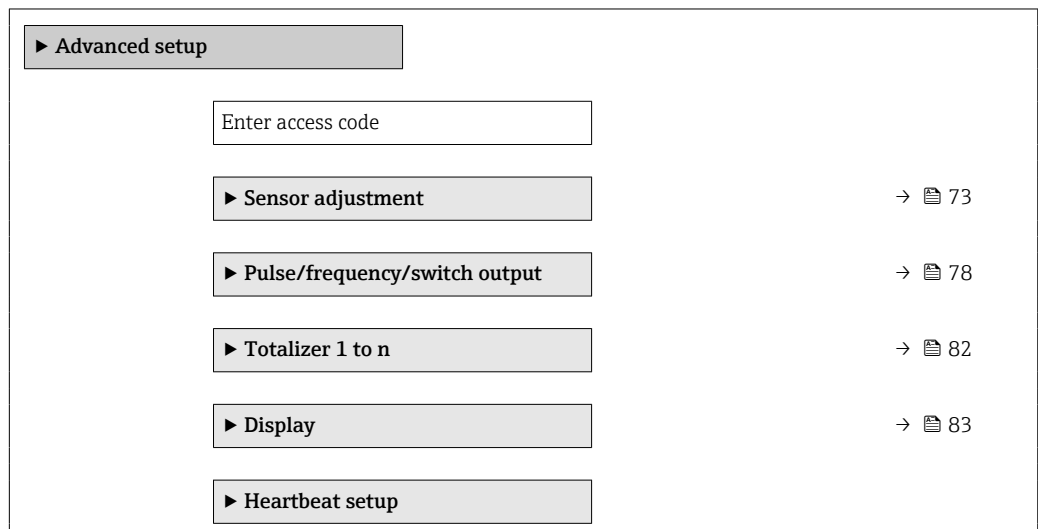 ▶ Advanced setup
Enter access code
▶ Sensor adjustment → 73
▶ Pulse/frequency/switch output → 78
▶ Totalizer 1 to n → 82
▶ Display → 83
▶ Heartbeat setup